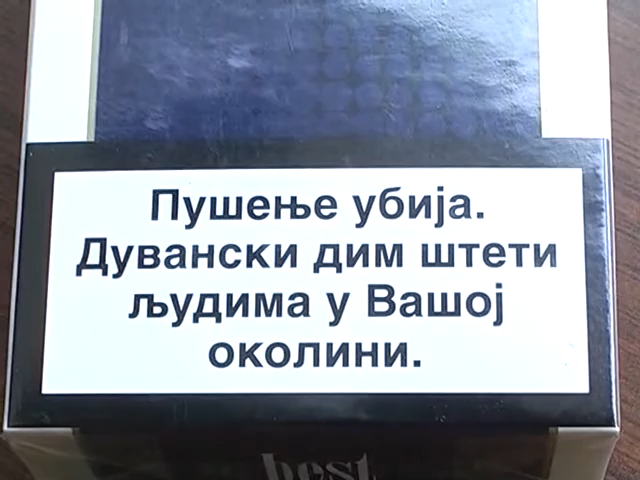 Пушење убија.
Дувански дим штети
људима у Вашој
околини.
best